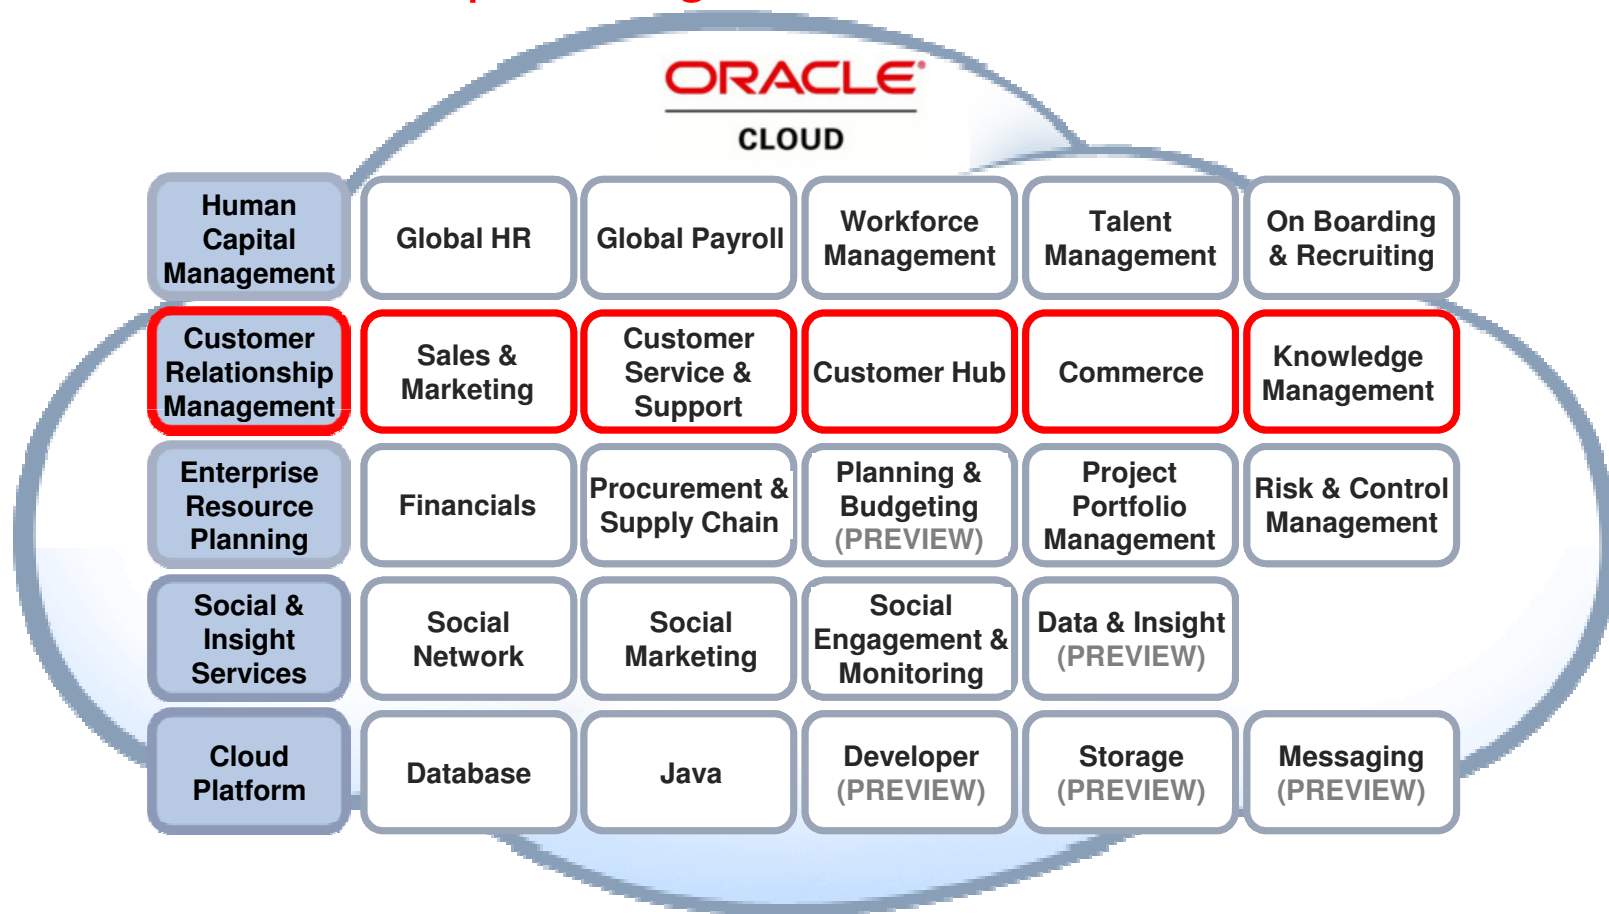 ORACLE®
CLOUD
Human
Capital
Management
Global HR
Global Payroll
Workforce
Management
Talent
Management
On Boarding
& Recruiting
Customer
Relationship
Management
Sales &
Marketing
Customer
Service &
Support
Customer Hub
Commerce
Knowledge
Management
Enterprise
Resource
Planning
Financials
Procurement &
Supply Chain
Planning &
Budgeting
(PREVIEW)
Project
Portfolio
Management
Risk & Control
Management
Social &
Insight
Services
Social
Network
Social
Marketing
Social
Engagement &
Monitoring
Data & Insight
(PREVIEW)
Cloud
Platform
Database
Java
Developer
(PREVIEW)
Storage
(PREVIEW)
Messaging
(PREVIEW)